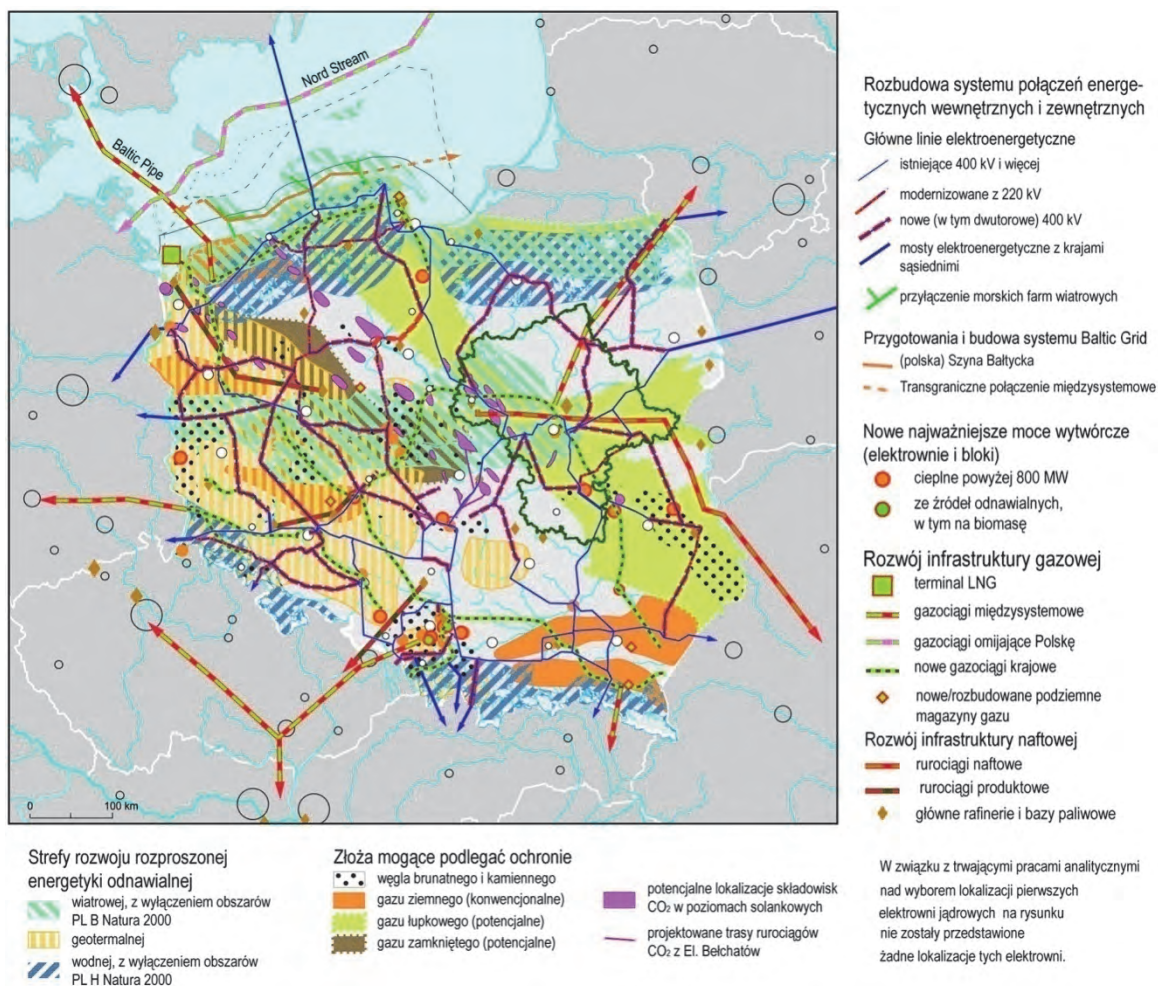 Nord Stream
Baltic Pipe
0 100 km
Rozbudowa systemu połączeń energe-
tycznych wewnętrznych i zewnętrznych
Główne linie elektroenergetyczne
istniejące 400 kV i więcej
modernizowane z 220 kV
nowe (w tym dwutorowe) 400 kV
mosty elektroenergetyczne z krajami
sąsiednimi
przyłączenie morskich farm wiatrowych
Przygotowania i budowa systemu Baltic Grid
(polska) Szyna Bałtycka
Transgraniczne połączenie międzysystemowe
Nowe najważniejsze moce wytwórcze
(elektrownie i bloki)
cieplne powyżej 800 MW
ze źródeł odnawialnych,
w tym na biomasę
Rozwój infrastruktury gazowej
terminal LNG
gazociągi międzysystemowe
gazociągi omijające Polskę
nowe gazociągi krajowe
nowe/rozbudowane podziemne
magazyny gazu
Rozwój infrastruktury naftowej
rurociągi naftowe
rurociągi produktowe
główne rafinerie i bazy paliwowe
Strefy rozwoju rozproszonej
energetyki odnawialnej
wiatrowej, z wyłączeniem obszarów
PL B Natura 2000
geotermalnej
wodnej, z wyłączeniem obszarów
PL H Natura 2000
Złoża mogące podlegać ochronie
węgla brunatnego i kamiennego
gazu ziemnego (konwencjonalne)
gazu łupkowego (potencjalne)
gazu zamkniętego (potencjalne)
potencjalne lokalizacje składowisk
CO₂ w poziomach solankowych
projektowane trasy rurociągów
CO₂ z El. Bełchatów
W związku z trwającymi pracami analitycznymi
nad wyborem lokalizacji pierwszych
elektrowni jądrowych na rysunku
nie zostały przedstawione
żadne lokalizacje tych elektrowni.